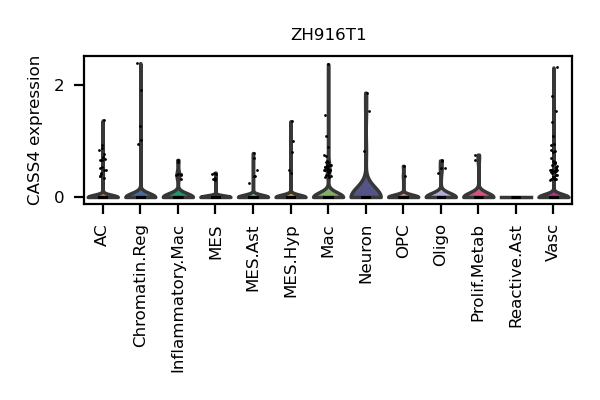 ZH916T1
CASS4 expression
2
0
AC
Chromatin.Reg
Inflammatory.Mac
MES
MES.Ast
MES.Hyp
Mac
Neuron
OPC
Oligo
Prolif.Metab
Reactive.Ast
Vasc